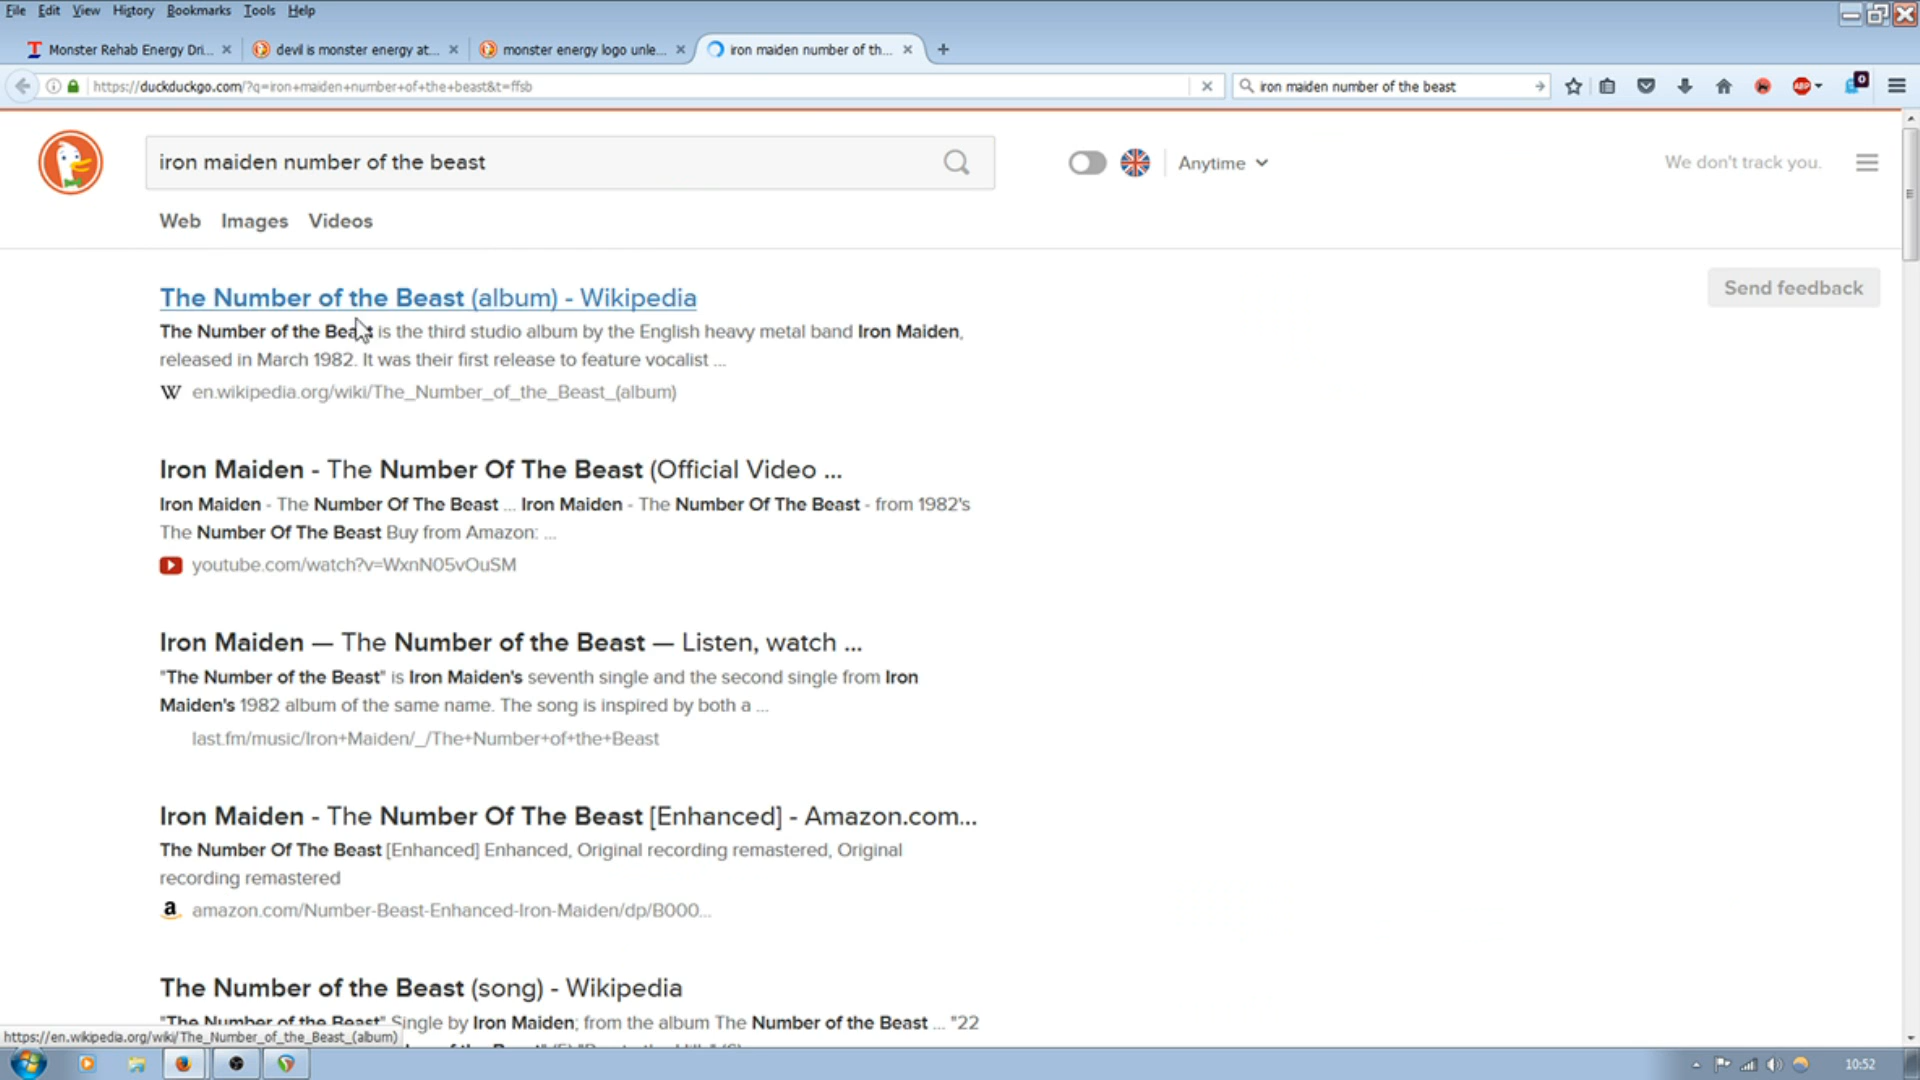 File Edit View History Bookmarks Tools Help
Monster Rehab Energy Dri... devil is monster energy at... monster energy logo unle... iron maiden number of th...
https://duckduckgo.com/?q=iron+maiden+number+of+the+beast&t=ffsb iron maiden number of the beast ABP 0
iron maiden number of the beast Anytime We don't track you.
Web Images Videos
Send feedback
The Number of the Beast (album) - Wikipedia
The Number of the Beast is the third studio album by the English heavy metal band Iron Maiden,
released in March 1982. It was their first release to feature vocalist ...
W en.wikipedia.org/wiki/The_Number_of_the_Beast_(album)
Iron Maiden - The Number Of The Beast (Official Video ...
Iron Maiden - The Number Of The Beast ... Iron Maiden - The Number Of The Beast - from 1982's
The Number Of The Beast Buy from Amazon: ...
youtube.com/watch?v=WxnN05vOuSM
Iron Maiden — The Number of the Beast — Listen, watch ...
"The Number of the Beast" is Iron Maiden's seventh single and the second single from Iron
Maiden's 1982 album of the same name. The song is inspired by both a ...
last.fm/music/Iron+Maiden/_/The+Number+of+the+Beast
Iron Maiden - The Number Of The Beast [Enhanced] - Amazon.com...
The Number Of The Beast [Enhanced] Enhanced, Original recording remastered, Original
recording remastered
a amazon.com/Number-Beast-Enhanced-Iron-Maiden/dp/B000...
The Number of the Beast (song) - Wikipedia
"The Number of the Beast" Single by Iron Maiden; from the album The Number of the Beast ... "22
https://en.wikipedia.org/wiki/The_Number_of_the_Beast_(album)
10:52